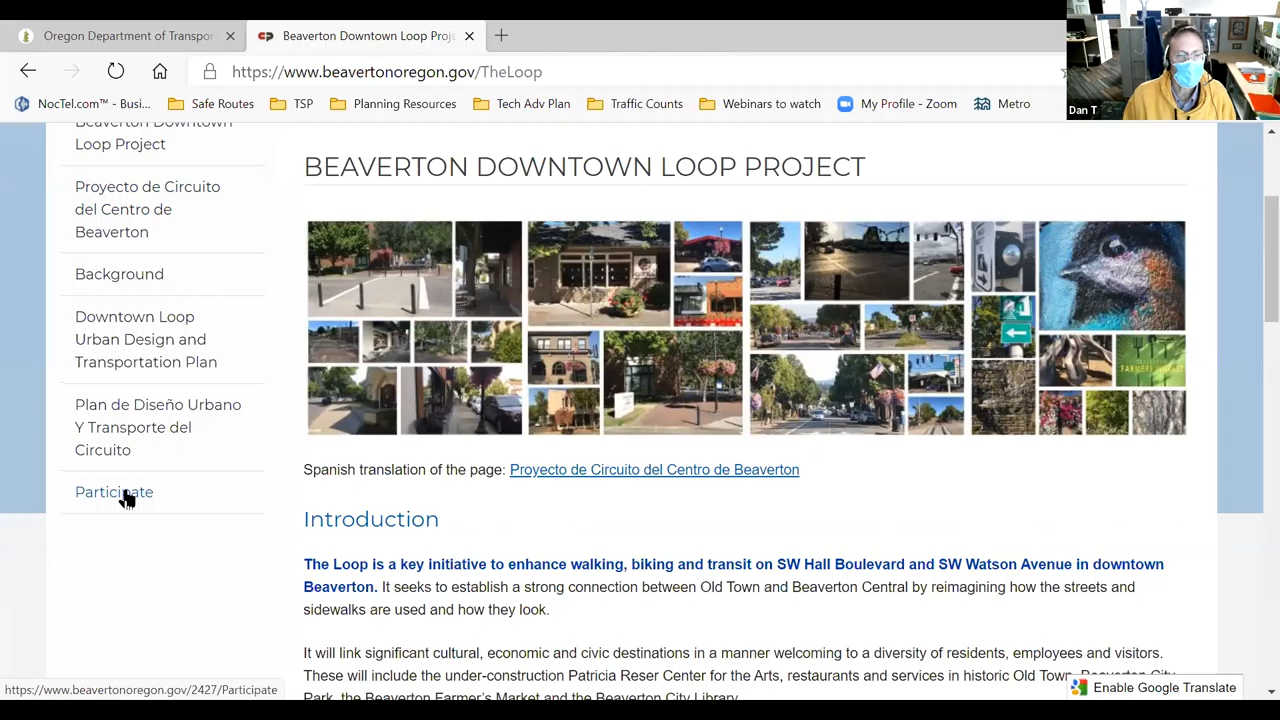 Oregon Department of Transpor
Beaverton Downtown Loop Proj
https://www.beavertonoregon.gov/TheLoop
NocTel.com™ - Busi...
Safe Routes
TSP
Planning Resources
Tech Adv Plan
Traffic Counts
Webinars to watch
My Profile - Zoom
Metro
Dan T
Beaverton Downtown
Loop Project
Proyecto de Circuito
del Centro de
Beaverton
Background
Downtown Loop
Urban Design and
Transportation Plan
Plan de Diseño Urbano
Y Transporte del
Circuito
Participate
BEAVERTON DOWNTOWN LOOP PROJECT
FARMERS MARKET
Spanish translation of the page: Proyecto de Circuito del Centro de Beaverton
Introduction
The Loop is a key initiative to enhance walking, biking and transit on SW Hall Boulevard and SW Watson Avenue in downtown
Beaverton. It seeks to establish a strong connection between Old Town and Beaverton Central by reimagining how the streets and
sidewalks are used and how they look.
It will link significant cultural, economic and civic destinations in a manner welcoming to a diversity of residents, employees and visitors.
These will include the under-construction Patricia Reser Center for the Arts, restaurants and services in historic Old Town, Beaverton City
Park, the Beaverton Farmer's Market and the Beaverton City Library.
https://www.beavertonoregon.gov/2427/Participate
Enable Google Translate